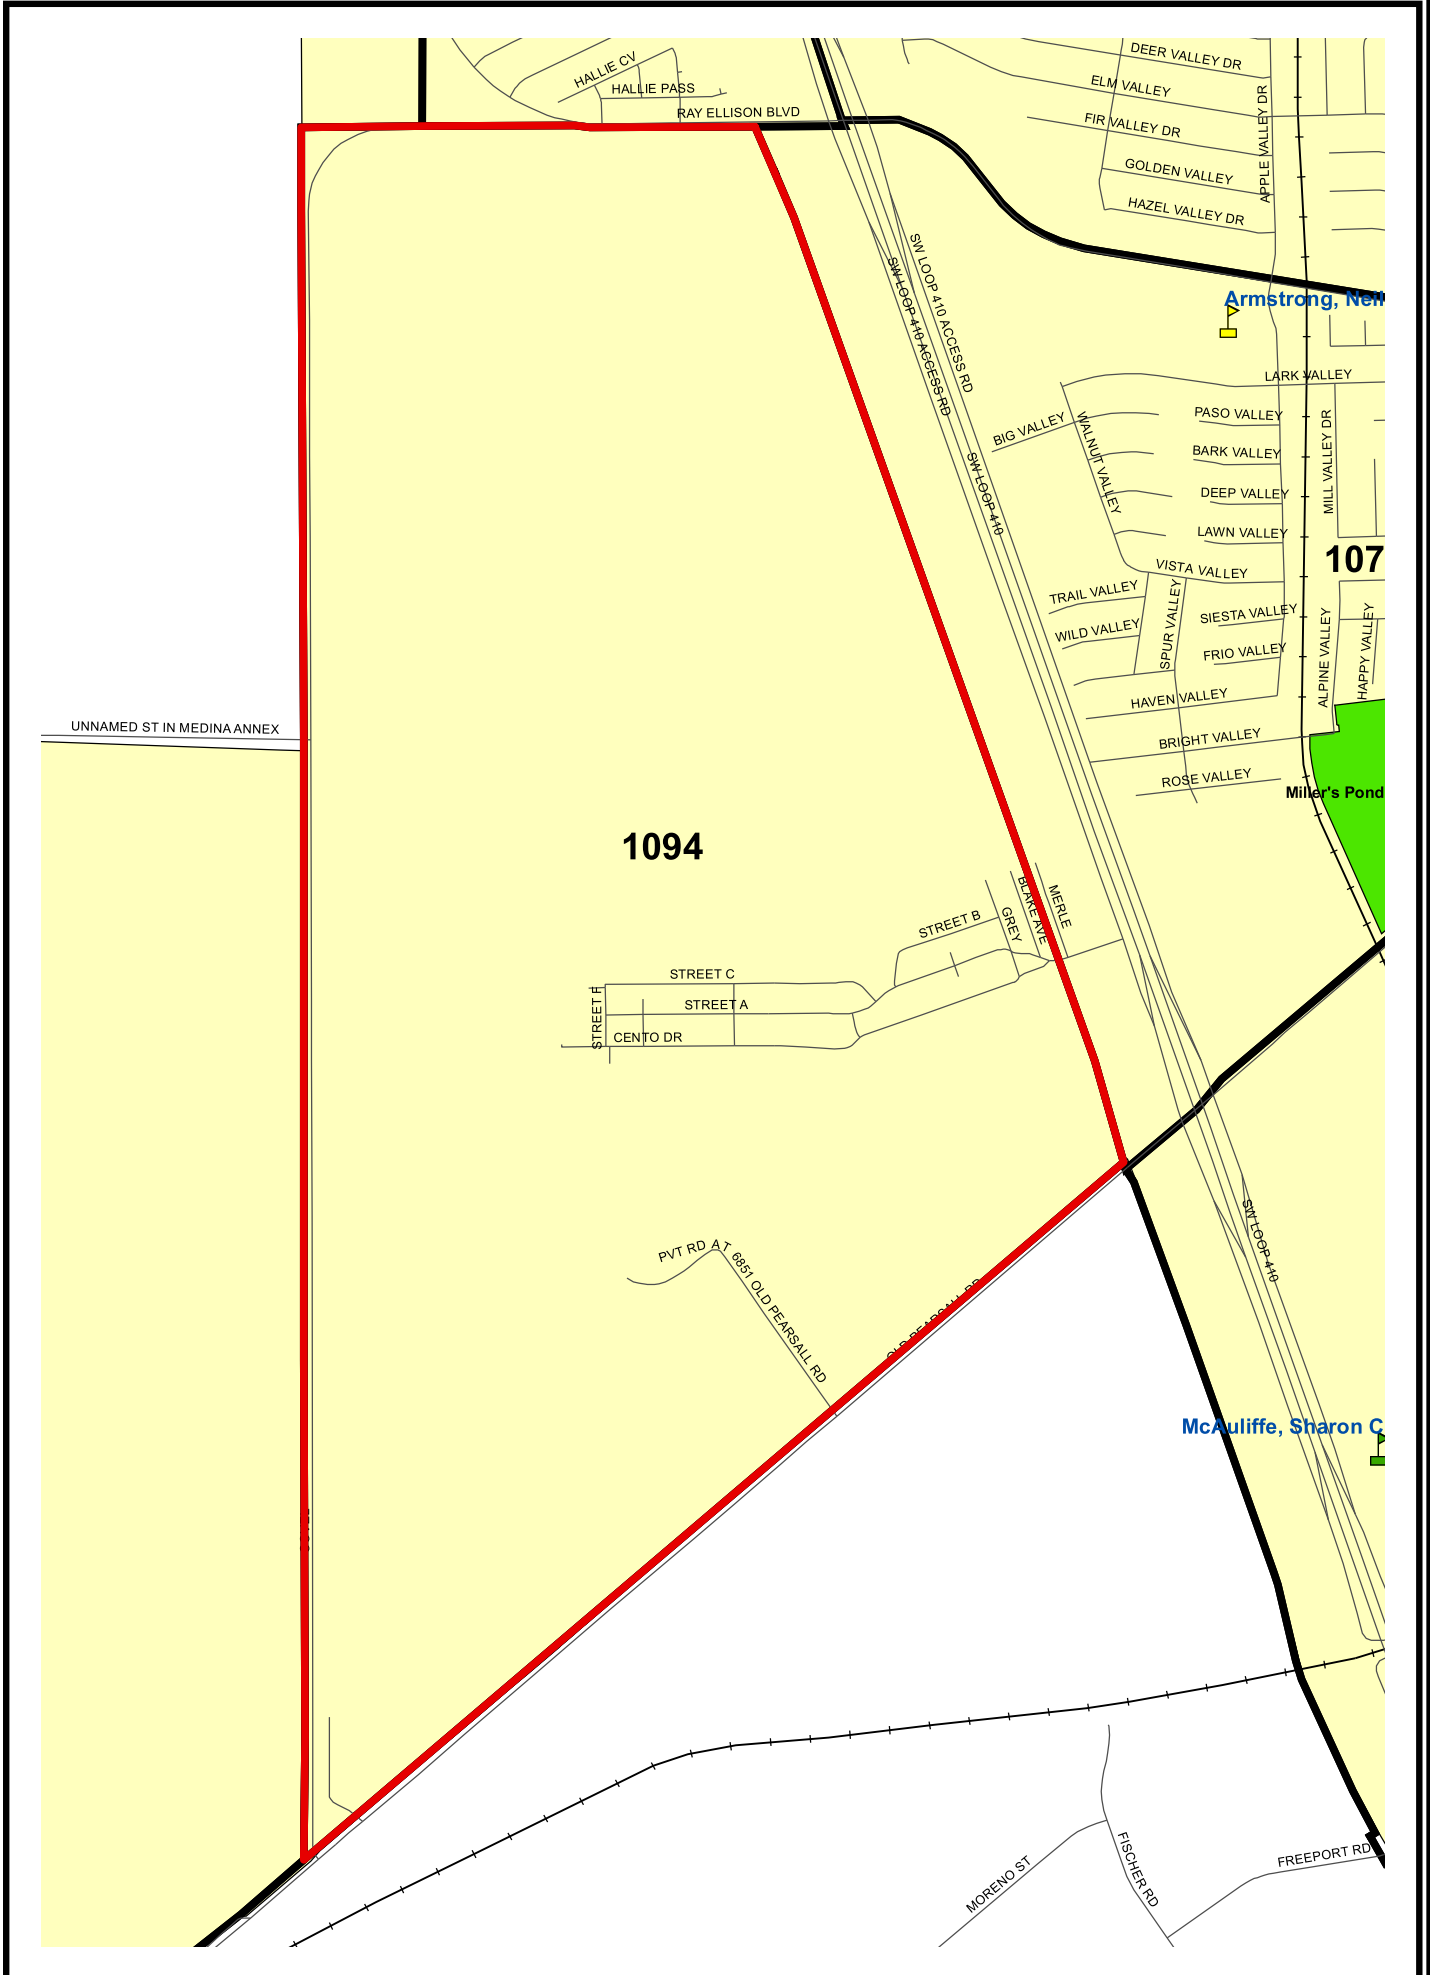 DEER VALLEY DR
HALLIE CV
ELM VALLEY
HALLIE PASS
RAY ELLISON BLVD
FIR VALLEY DR
APPLE VALLEY DR
GOLDEN VALLEY
HAZEL VALLEY DR
SW LOOP 410 ACCESS RD
SW LOOP 410 ACCESS RD
Armstrong, Neil
LARK VALLEY
PASO VALLEY
BIG VALLEY
WALNUT VALLEY
MILL VALLEY DR
BARK VALLEY
SW LOOP 410
DEEP VALLEY
LAWN VALLEY
107
VISTA VALLEY
TRAIL VALLEY
SPUR VALLEY
SIESTA VALLEY
WILD VALLEY
ALPINE VALLEY
HAPPY VALLEY
FRIO VALLEY
HAVEN VALLEY
UNNAMED ST IN MEDINA ANNEX
BRIGHT VALLEY
ROSE VALLEY
Miller's Pond
1094
BLAKE AVE
MERLE
GREY
STREET B
STREET C
STREET A
STREET F
CENTO DR
PVT RD AT 6851 OLD PEARSALL RD
SW LOOP 410
OLD PEARSALL RD
McAuliffe, Sharon C
FISCHER RD
MORENO ST
FREEPORT RD